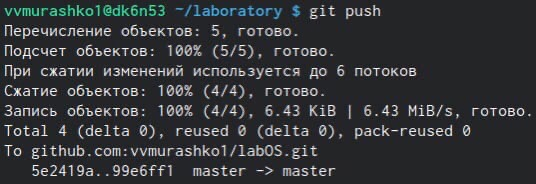 vvmurashko1@dk6n53 ~/laboratory $ git push
Перечисление объектов: 5, готово.
Подсчет объектов: 100% (5/5), готово.
При сжатии изменений используется до 6 потоков
Сжатие объектов: 100% (4/4), готово.
Запись объектов: 100% (4/4), 6.43 KiB | 6.43 MiB/s, готово.
Total 4 (delta 0), reused 0 (delta 0), pack-reused 0
To github.com:vvmurashko1/labOS.git
   5e2419a..99e6ff1  master -> master